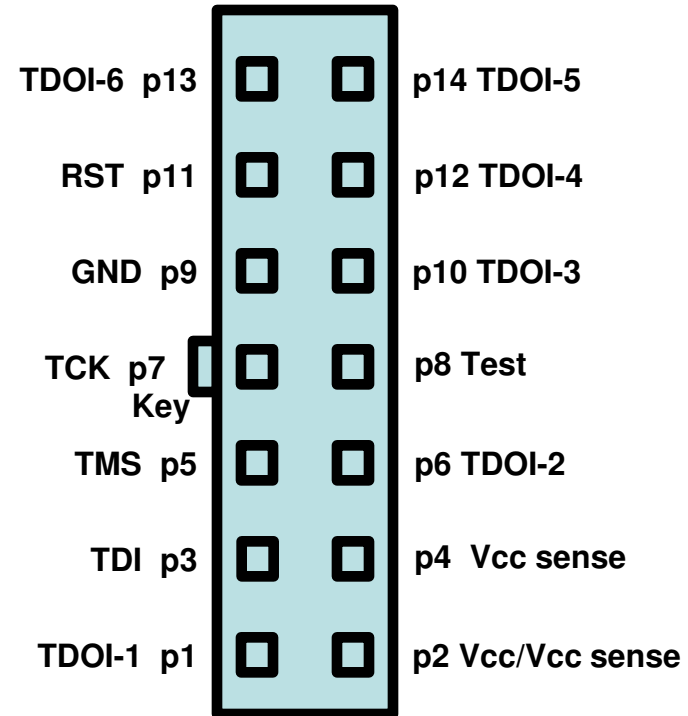 TDOI-6 p13
p14 TDOI-5
RST p11
p12 TDOI-4
GND p9
p10 TDOI-3
TCK p7
Key
p8 Test
TMS p5
p6 TDOI-2
TDI p3
p4 Vcc sense
TDOI-1 p1
p2 Vcc/Vcc sense